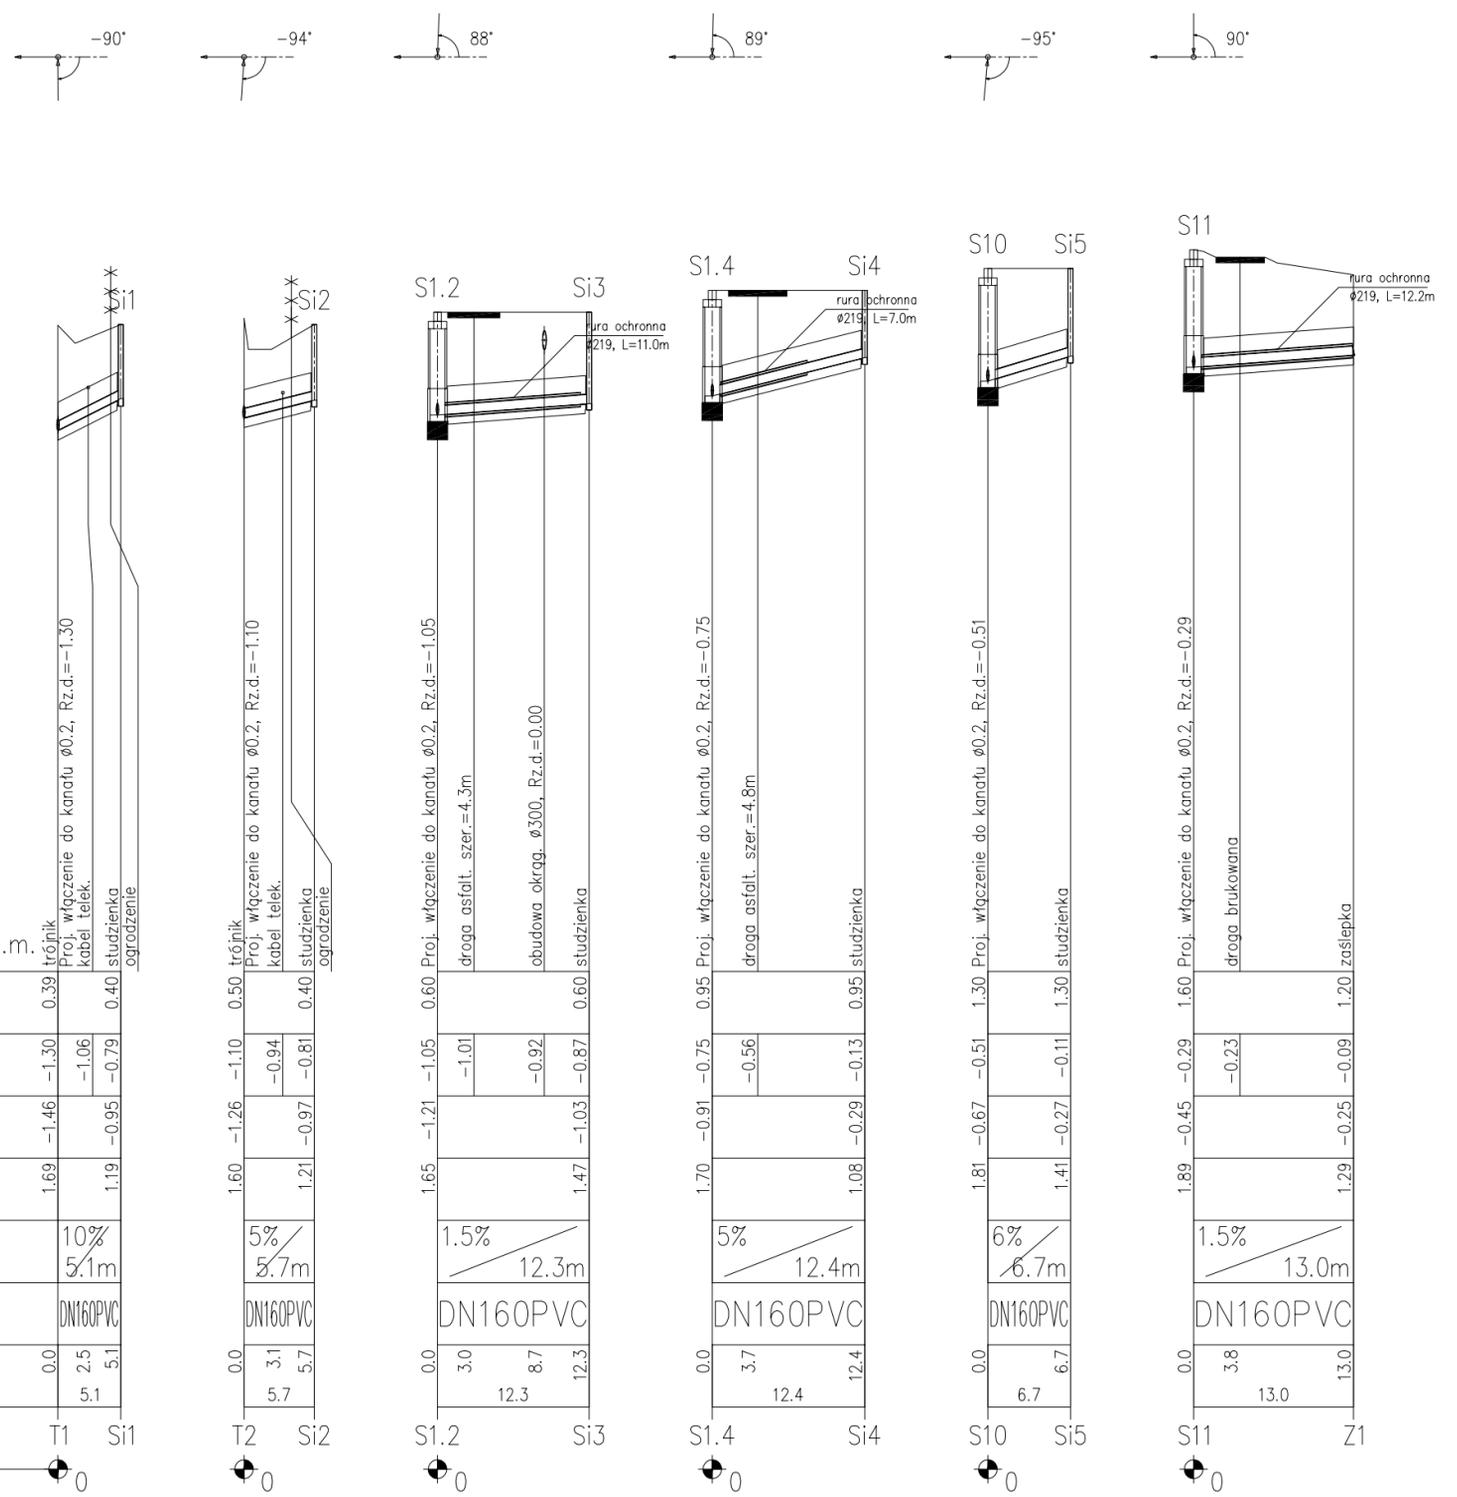 -90°
-94°
88°
89°
-95°
90°
Si1
Si2
S1.2
Si3
S1.4
Si4
S10
Si5
S11
rura ochronna
ø219, L=11.0m
rura ochronna
ø219, L=7.0m
rura ochronna
ø219, L=12.2m
.m.
trójnik
Proj. włączenie do kanału ø0.2, Rz.d.=-1.30
kabel telek.
studzienka
ogrodzenie
trójnik
Proj. włączenie do kanału ø0.2, Rz.d.=-1.10
kabel telek.
studzienka
ogrodzenie
Proj. włączenie do kanału ø0.2, Rz.d.=-1.05
droga asfalt. szer.=4.3m
obudowa okrąg. ø300, Rz.d.=0.00
studzienka
Proj. włączenie do kanału ø0.2, Rz.d.=-0.75
droga asfalt. szer.=4.8m
studzienka
Proj. włączenie do kanału ø0.2, Rz.d.=-0.51
studzienka
Proj. włączenie do kanału ø0.2, Rz.d.=-0.29
droga brukowana
zaślepka
0.39 0.40 0.50 0.40 0.60 0.60 0.95 0.95 1.30 1.30 1.60 1.20
-1.30 -1.06 -0.79 -1.10 -0.94 -0.81 -1.05 -1.01 -0.92 -0.87 -0.75 -0.56 -0.13 -0.51 -0.11 -0.29 -0.23 -0.09
-1.46 -0.95 -1.26 -0.97 -1.21 -1.03 -0.91 -0.29 -0.67 -0.27 -0.45 -0.25
1.69 1.19 1.60 1.21 1.65 1.47 1.70 1.08 1.81 1.41 1.89 1.29
10% 5% 1.5% 5% 6% 1.5%
5.1m 5.7m 12.3m 12.4m 6.7m 13.0m
DN160PVC DN160PVC DN160PVC DN160PVC DN160PVC DN160PVC
0.0 2.5 5.1 0.0 3.1 5.7 0.0 3.0 8.7 12.3 0.0 3.7 12.4 0.0 6.7 0.0 3.8 13.0
5.1 5.7 12.3 12.4 6.7 13.0
T1 Si1 T2 Si2 S1.2 Si3 S1.4 Si4 S10 Si5 S11 Z1
0 0 0 0 0 0